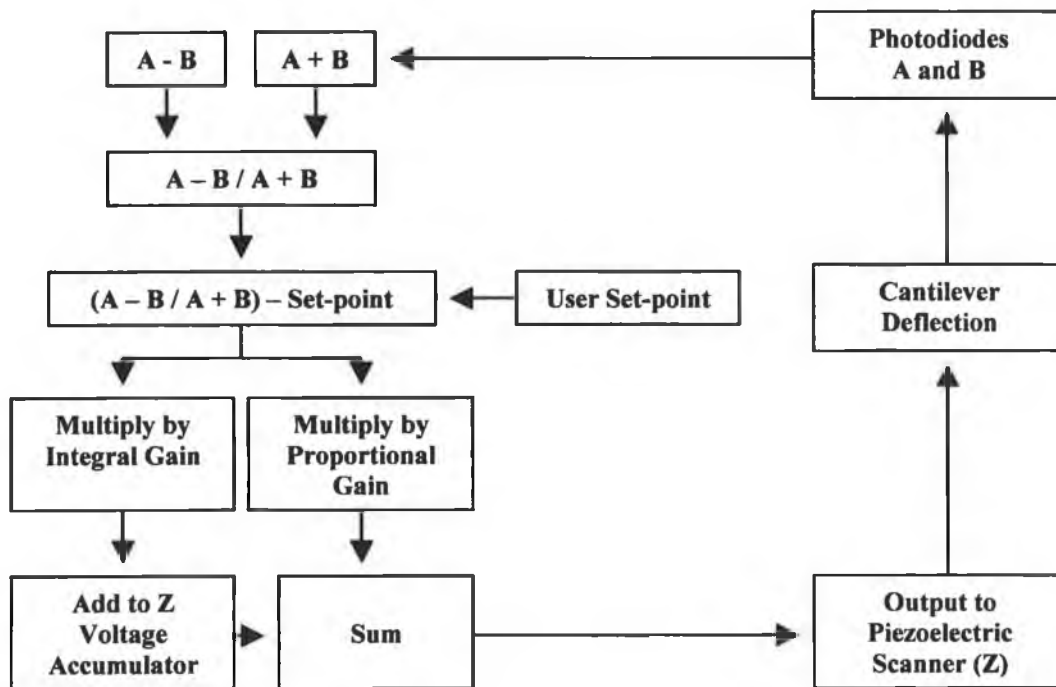 A - B
A + B
Photodiodes
A and B
A – B / A + B
(A – B / A + B) – Set-point
User Set-point
Cantilever
Deflection
Multiply by
Integral Gain
Multiply by
Proportional
Gain
Add to Z
Voltage
Accumulator
Sum
Output to
Piezoelectric
Scanner (Z)